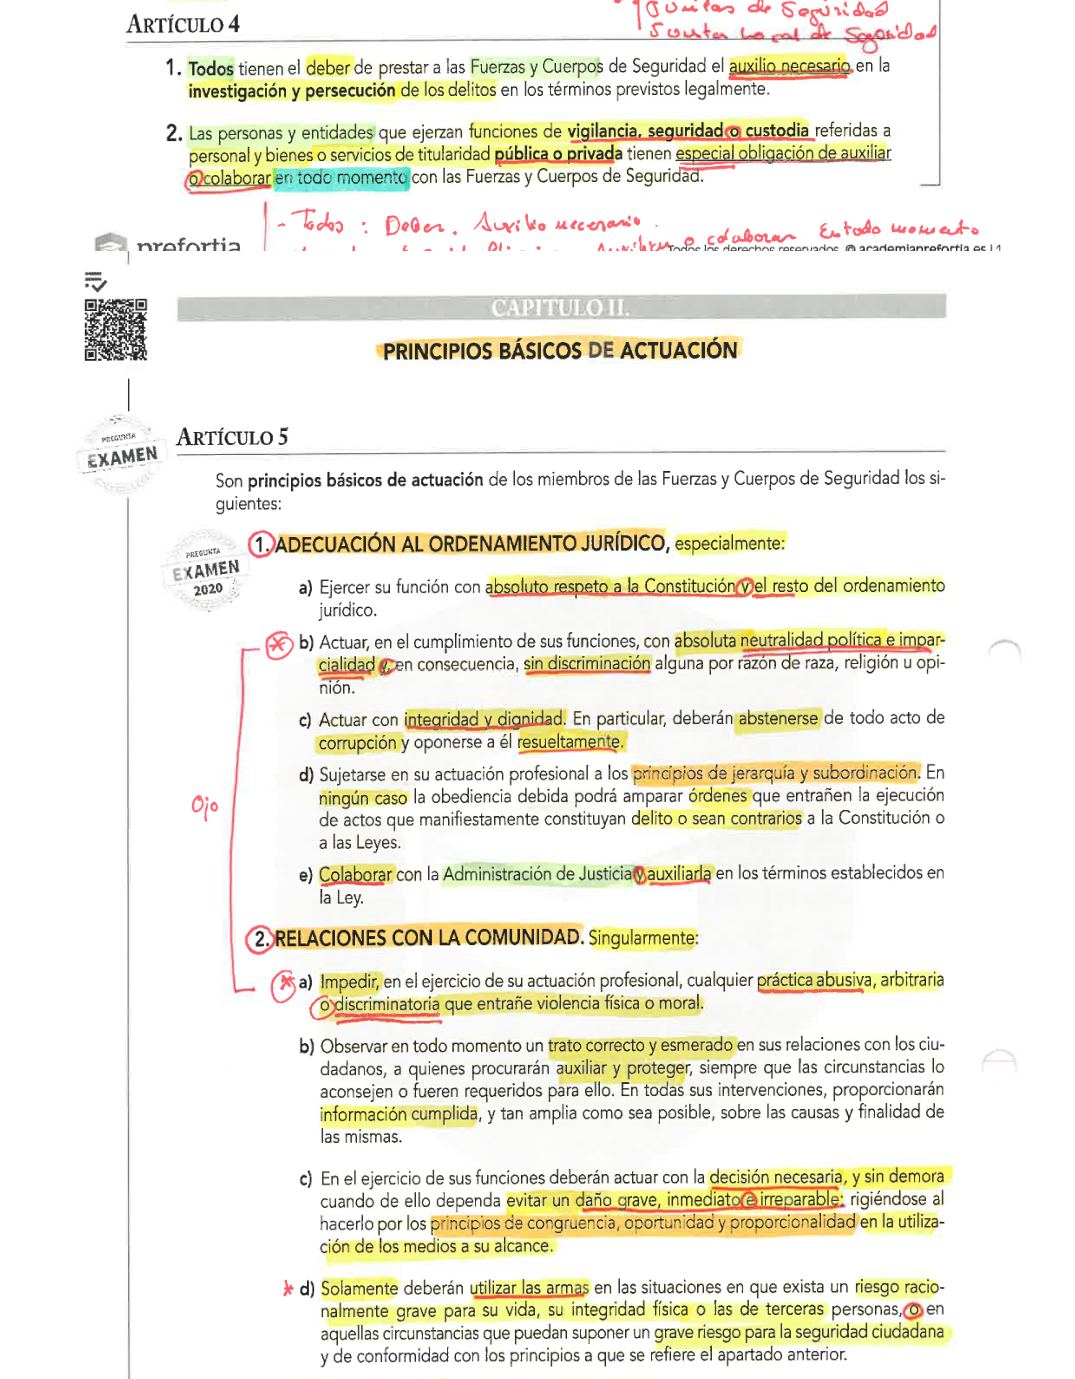 Juntas de Seguridad
Juntas Local de Seguridad
ARTÍCULO 4
1. Todos tienen el deber de prestar a las Fuerzas y Cuerpos de Seguridad el auxilio necesario en la
investigación y persecución de los delitos en los términos previstos legalmente.
2. Las personas y entidades que ejerzan funciones de vigilancia, seguridad o custodia referidas a
personal y bienes o servicios de titularidad pública o privada tienen especial obligación de auxiliar
o colaborar en todo momento con las Fuerzas y Cuerpos de Seguridad.
- Todos : Deber. Auxilio necesario.
o colaborar En todo momento
prefortia
Todos los derechos reservados © academiaprefortia.es | 1
CAPITULO II.
PRINCIPIOS BÁSICOS DE ACTUACIÓN
PREGUNTA
EXAMEN
ARTÍCULO 5
Son principios básicos de actuación de los miembros de las Fuerzas y Cuerpos de Seguridad los si-
guientes:
PREGUNTA
EXAMEN
2020
1. ADECUACIÓN AL ORDENAMIENTO JURÍDICO, especialmente:
a) Ejercer su función con absoluto respeto a la Constitución y el resto del ordenamiento
jurídico.
b) Actuar, en el cumplimiento de sus funciones, con absoluta neutralidad política e impar-
cialidad y, en consecuencia, sin discriminación alguna por razón de raza, religión u opi-
nión.
c) Actuar con integridad y dignidad. En particular, deberán abstenerse de todo acto de
corrupción y oponerse a él resueltamente.
d) Sujetarse en su actuación profesional a los principios de jerarquía y subordinación. En
ningún caso la obediencia debida podrá amparar órdenes que entrañen la ejecución
de actos que manifiestamente constituyan delito o sean contrarios a la Constitución o
a las Leyes.
Ojo
e) Colaborar con la Administración de Justicia y auxiliarla en los términos establecidos en
la Ley.
2. RELACIONES CON LA COMUNIDAD. Singularmente:
a) Impedir, en el ejercicio de su actuación profesional, cualquier práctica abusiva, arbitraria
o discriminatoria que entrañe violencia física o moral.
b) Observar en todo momento un trato correcto y esmerado en sus relaciones con los ciu-
dadanos, a quienes procurarán auxiliar y proteger, siempre que las circunstancias lo
aconsejen o fueren requeridos para ello. En todas sus intervenciones, proporcionarán
información cumplida, y tan amplia como sea posible, sobre las causas y finalidad de
las mismas.
c) En el ejercicio de sus funciones deberán actuar con la decisión necesaria, y sin demora
cuando de ello dependa evitar un daño grave, inmediato e irreparable; rigiéndose al
hacerlo por los principios de congruencia, oportunidad y proporcionalidad en la utiliza-
ción de los medios a su alcance.
* d) Solamente deberán utilizar las armas en las situaciones en que exista un riesgo racio-
nalmente grave para su vida, su integridad física o las de terceras personas, o en
aquellas circunstancias que puedan suponer un grave riesgo para la seguridad ciudadana
y de conformidad con los principios a que se refiere el apartado anterior.